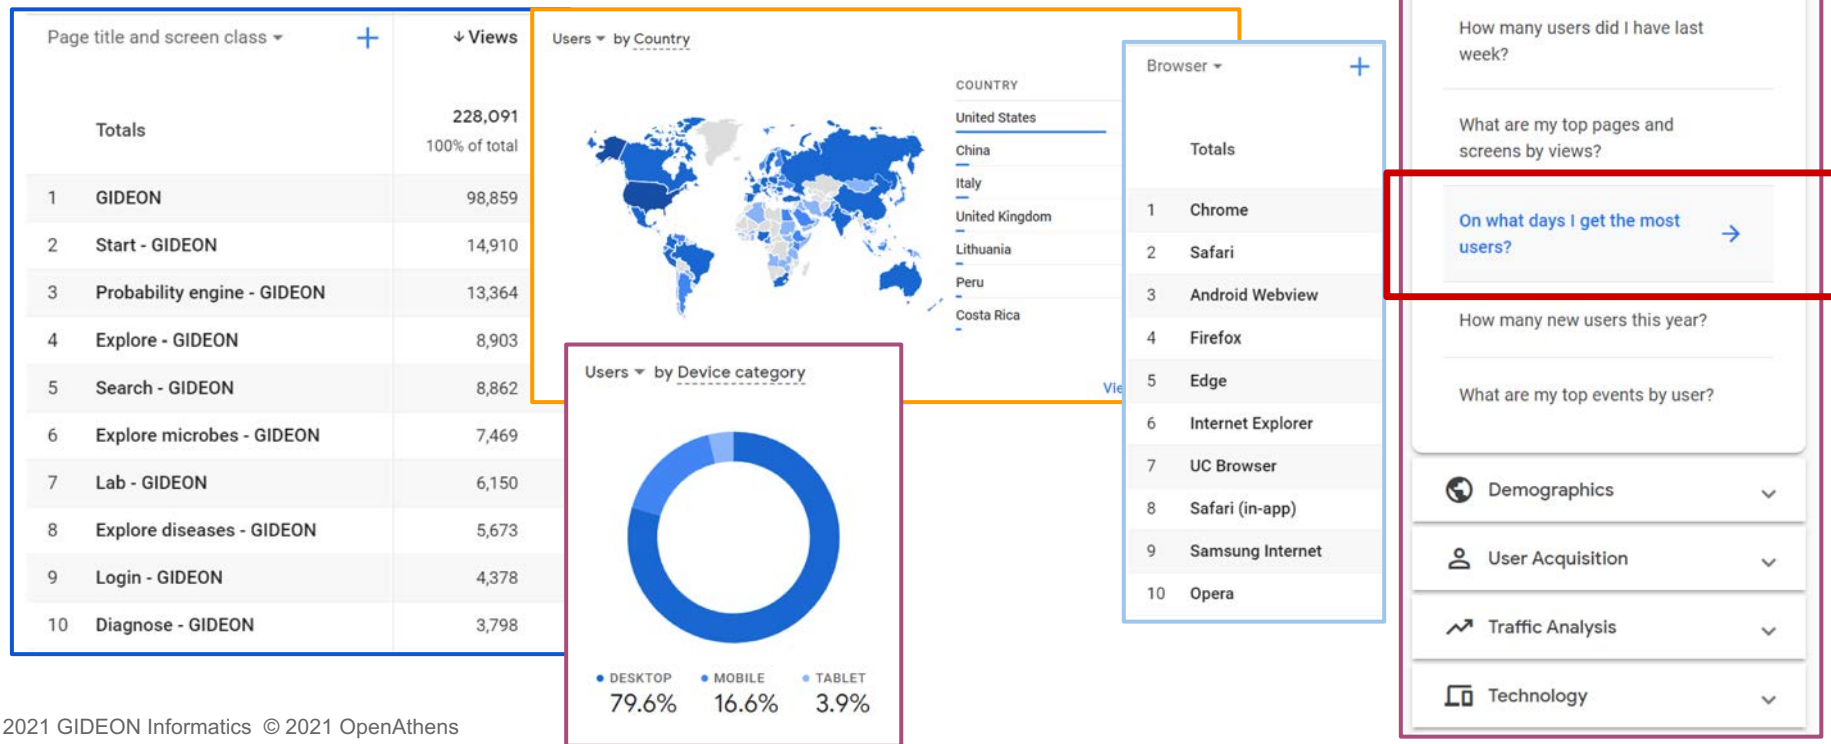 Page title and screen class
Views
Totals
228,091
100% of total
1 GIDEON 98,859
2 Start - GIDEON 14,910
3 Probability engine - GIDEON 13,364
4 Explore - GIDEON 8,903
5 Search - GIDEON 8,862
6 Explore microbes - GIDEON 7,469
7 Lab - GIDEON 6,150
8 Explore diseases - GIDEON 5,673
9 Login - GIDEON 4,378
10 Diagnose - GIDEON 3,798
Users by Country
COUNTRY
United States
China
Italy
United Kingdom
Lithuania
Peru
Costa Rica
Users by Device category
DESKTOP MOBILE TABLET
79.6% 16.6% 3.9%
Browser
Totals
1 Chrome
2 Safari
3 Android Webview
4 Firefox
5 Edge
6 Internet Explorer
7 UC Browser
8 Safari (in-app)
9 Samsung Internet
10 Opera
How many users did I have last
week?
What are my top pages and
screens by views?
On what days I get the most
users?
How many new users this year?
What are my top events by user?
Demographics
User Acquisition
Traffic Analysis
Technology
2021 GIDEON Informatics © 2021 OpenAthens